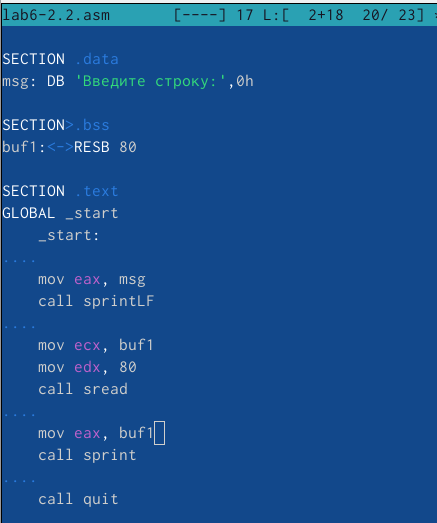 lab6-2.2.asm [----] 17 L:[ 2+18 20/ 23]
SECTION .data
msg: DB 'Введите строку:',0h
SECTION>.bss
buf1:<->RESB 80
SECTION .text
GLOBAL _start
_start:
....
mov eax, msg
call sprintLF
....
mov ecx, buf1
mov edx, 80
call sread
....
mov eax, buf1
call sprint
....
call quit